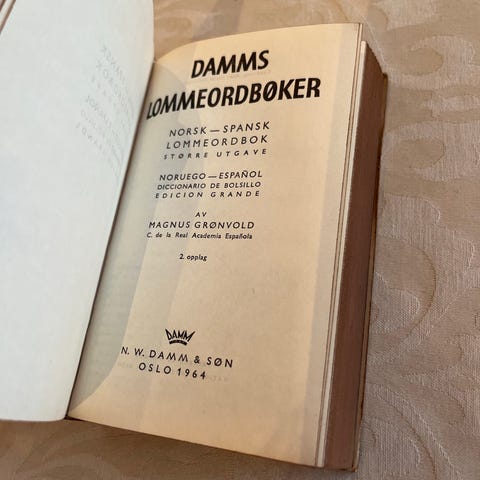 DAMMS
LOMMEORDBØKER
NORSK — SPANSK
LOMMEORDBOK
STØRRE UTGAVE
NORUEGO — ESPAÑOL
DICCIONARIO DE BOLSILLO
EDICION GRANDE
AV
MAGNUS GRØNVOLD
C. de la Real Academia Española
2. opplag
DAMM
N. W. DAMM & SØN
OSLO 1964